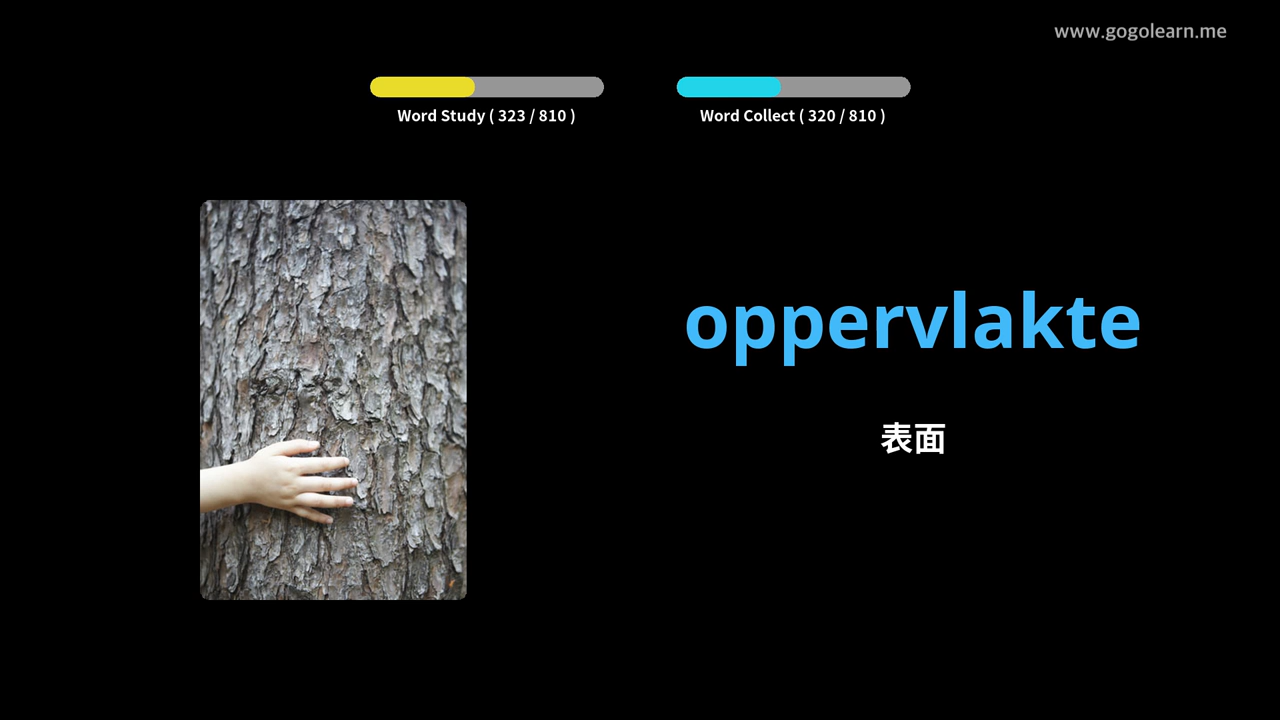 www.gogolearn.me
Word Study ( 323 / 810 )
Word Collect ( 320 / 810 )
oppervlakte
表面